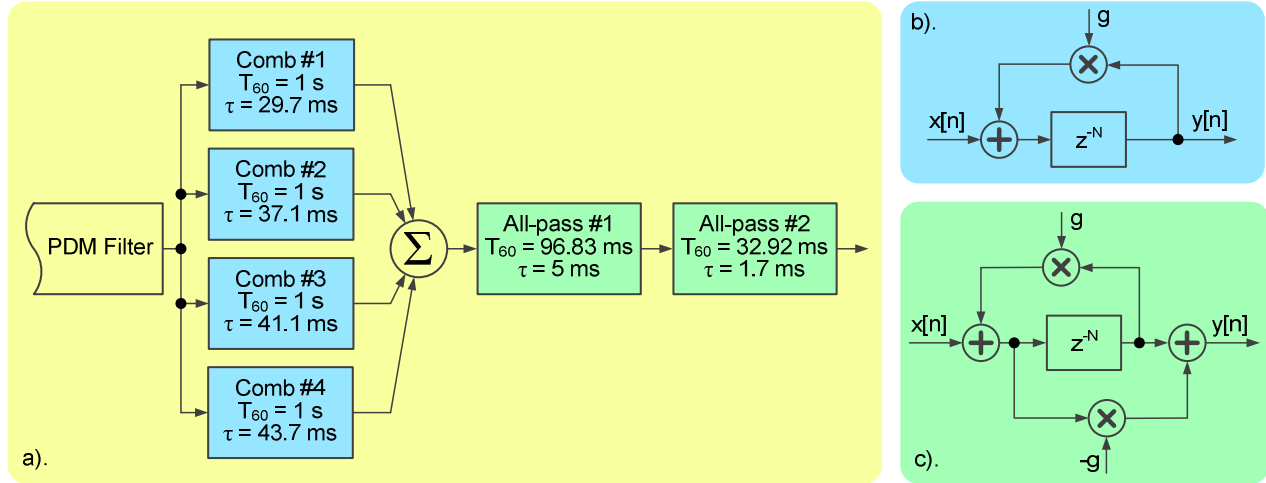 Comb #1
T60 = 1 s
τ = 29.7 ms
Comb #2
T60 = 1 s
τ = 37.1 ms
PDM Filter
Comb #3
T60 = 1 s
τ = 41.1 ms
Comb #4
T60 = 1 s
τ = 43.7 ms
Σ
All-pass #1
T60 = 96.83 ms
τ = 5 ms
All-pass #2
T60 = 32.92 ms
τ = 1.7 ms
a).
b).
g
×
x[n]
+
z-N
y[n]
g
×
x[n]
+
z-N
+
y[n]
×
-g
c).